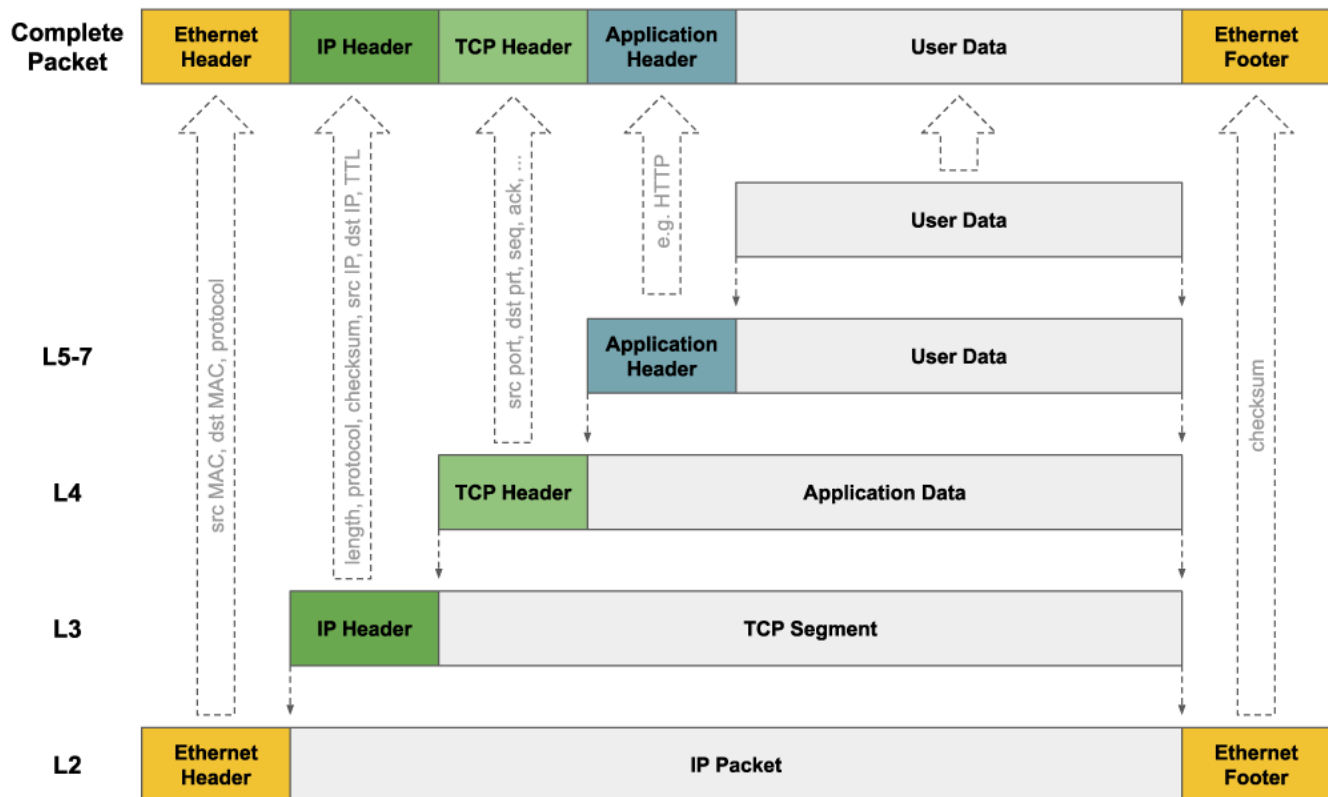 Complete
Packet
Ethernet
Header
IP Header
TCP Header
Application
Header
User Data
Ethernet
Footer
src MAC, dst MAC, protocol
length, protocol, checksum, src IP, dst IP, TTL
src port, dst prt, seq, ack, ...
e.g. HTTP
checksum
User Data
L5-7
Application
Header
User Data
L4
TCP Header
Application Data
L3
IP Header
TCP Segment
L2
Ethernet
Header
IP Packet
Ethernet
Footer